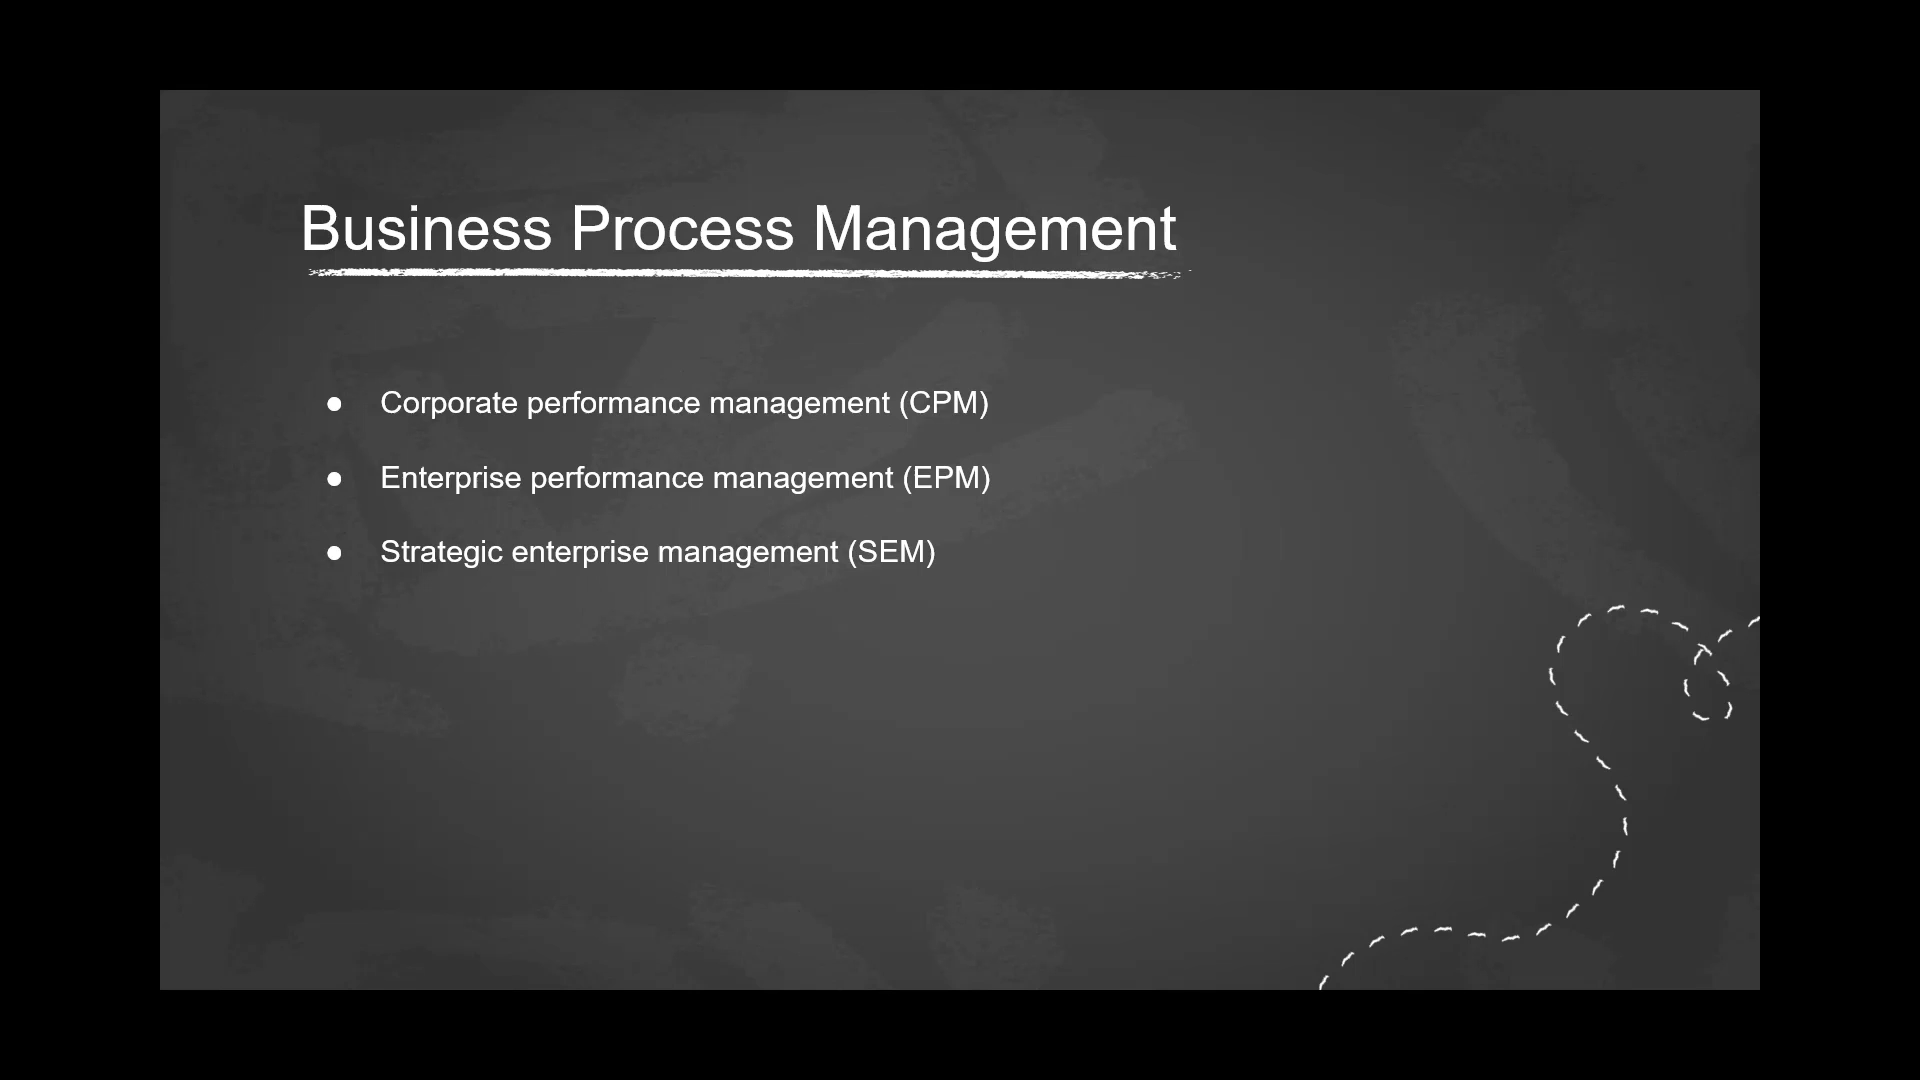 Business Process Management
● Corporate performance management (CPM)
● Enterprise performance management (EPM)
● Strategic enterprise management (SEM)